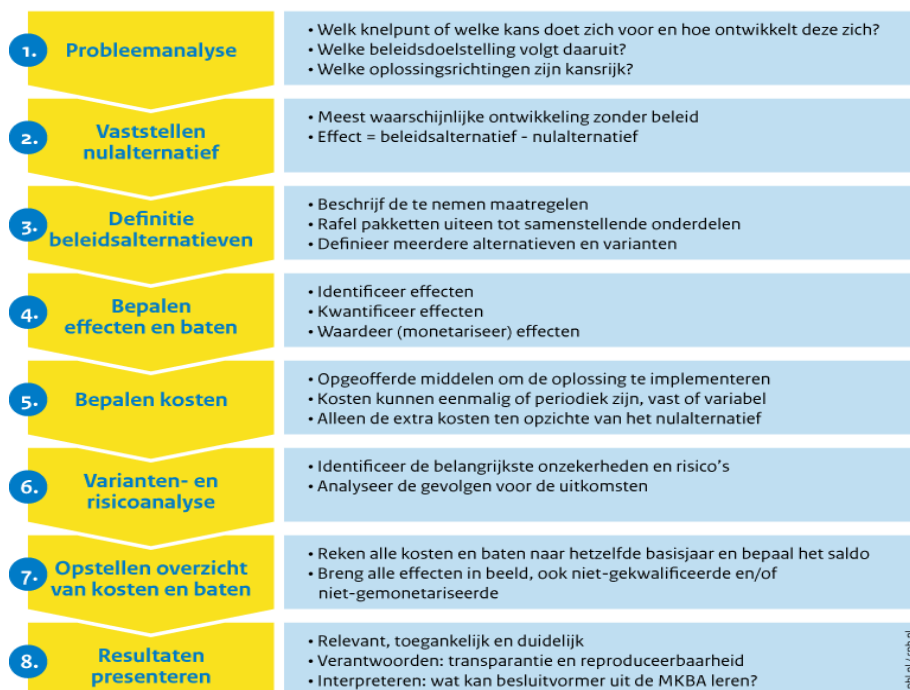 1.
Probleemanalyse
• Welk knelpunt of welke kans doet zich voor en hoe ontwikkelt deze zich?
• Welke beleidsdoelstelling volgt daaruit?
• Welke oplossingsrichtingen zijn kansrijk?
2.
Vaststellen
nulalternatief
• Meest waarschijnlijke ontwikkeling zonder beleid
• Effect = beleidsalternatief - nulalternatief
3.
Definitie
beleidsalternatieven
• Beschrijf de te nemen maatregelen
• Rafel pakketten uiteen tot samenstellende onderdelen
• Definieer meerdere alternatieven en varianten
4.
Bepalen
effecten en baten
• Identificeer effecten
• Kwantificeer effecten
• Waardeer (monetariseer) effecten
5.
Bepalen kosten
• Opgeofferde middelen om de oplossing te implementeren
• Kosten kunnen eenmalig of periodiek zijn, vast of variabel
• Alleen de extra kosten ten opzichte van het nulalternatief
6.
Varianten- en
risicoanalyse
• Identificeer de belangrijkste onzekerheden en risico's
• Analyseer de gevolgen voor de uitkomsten
7.
Opstellen overzicht
van kosten en baten
• Reken alle kosten en baten naar hetzelfde basisjaar en bepaal het saldo
• Breng alle effecten in beeld, ook niet-gekwalificeerde en/of
niet-gemonetariseerde
8.
Resultaten
presenteren
• Relevant, toegankelijk en duidelijk
• Verantwoorden: transparantie en reproduceerbaarheid
• Interpreteren: wat kan besluitvormer uit de MKBA leren?